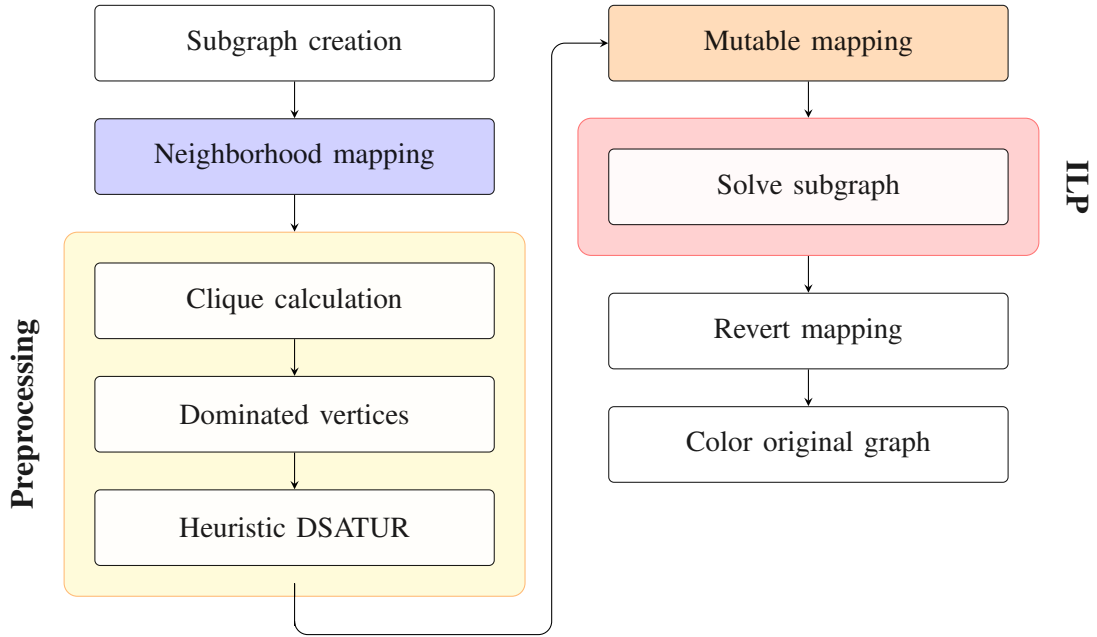 Subgraph creation
Neighborhood mapping
Preprocessing
Clique calculation
Dominated vertices
Heuristic DSATUR
Mutable mapping
Solve subgraph
ILP
Revert mapping
Color original graph